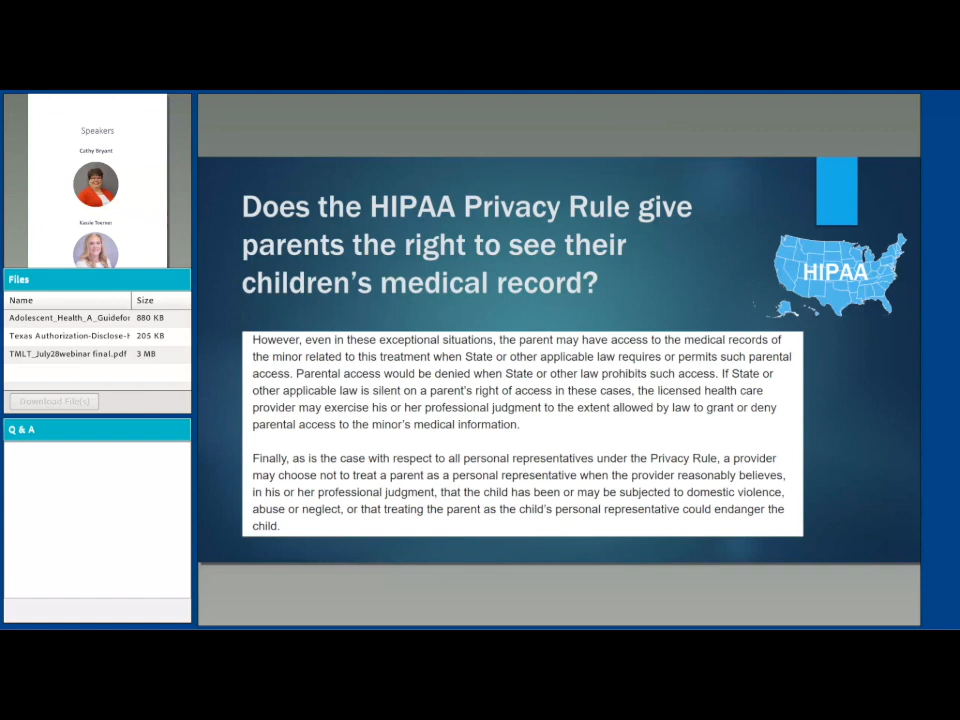 Speakers
Cathy Bryant
Kassie Toerner
Files
Name Size
Adolescent_Health_A_Guidefor 880 KB
Texas Authorization-Disclose-H 205 KB
TMLT_July28webinar final.pdf 3 MB
Download File(s)
Q & A
Does the HIPAA Privacy Rule give
parents the right to see their
children’s medical record?
HIPAA
However, even in these exceptional situations, the parent may have access to the medical records of
the minor related to this treatment when State or other applicable law requires or permits such parental
access. Parental access would be denied when State or other law prohibits such access. If State or
other applicable law is silent on a parent’s right of access in these cases, the licensed health care
provider may exercise his or her professional judgment to the extent allowed by law to grant or deny
parental access to the minor’s medical information.
Finally, as is the case with respect to all personal representatives under the Privacy Rule, a provider
may choose not to treat a parent as a personal representative when the provider reasonably believes,
in his or her professional judgment, that the child has been or may be subjected to domestic violence,
abuse or neglect, or that treating the parent as the child’s personal representative could endanger the
child.